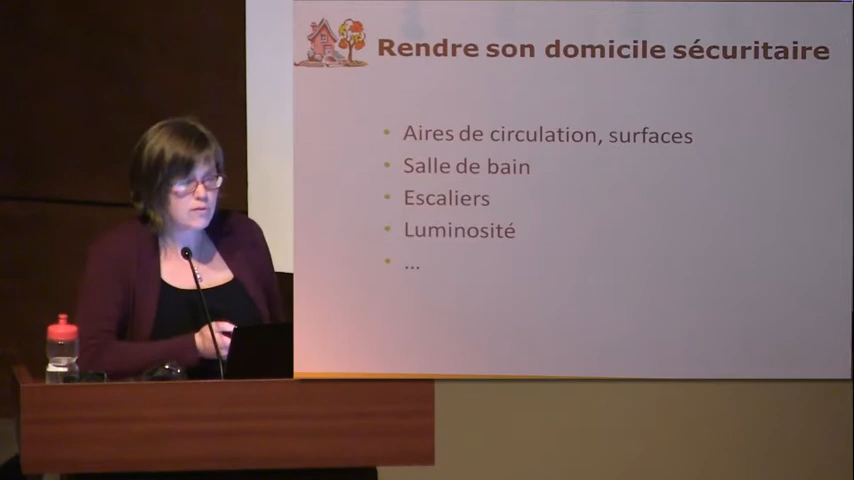 Rendre son domicile sécuritaire
• Aires de circulation, surfaces
• Salle de bain
• Escaliers
• Luminosité
• ...